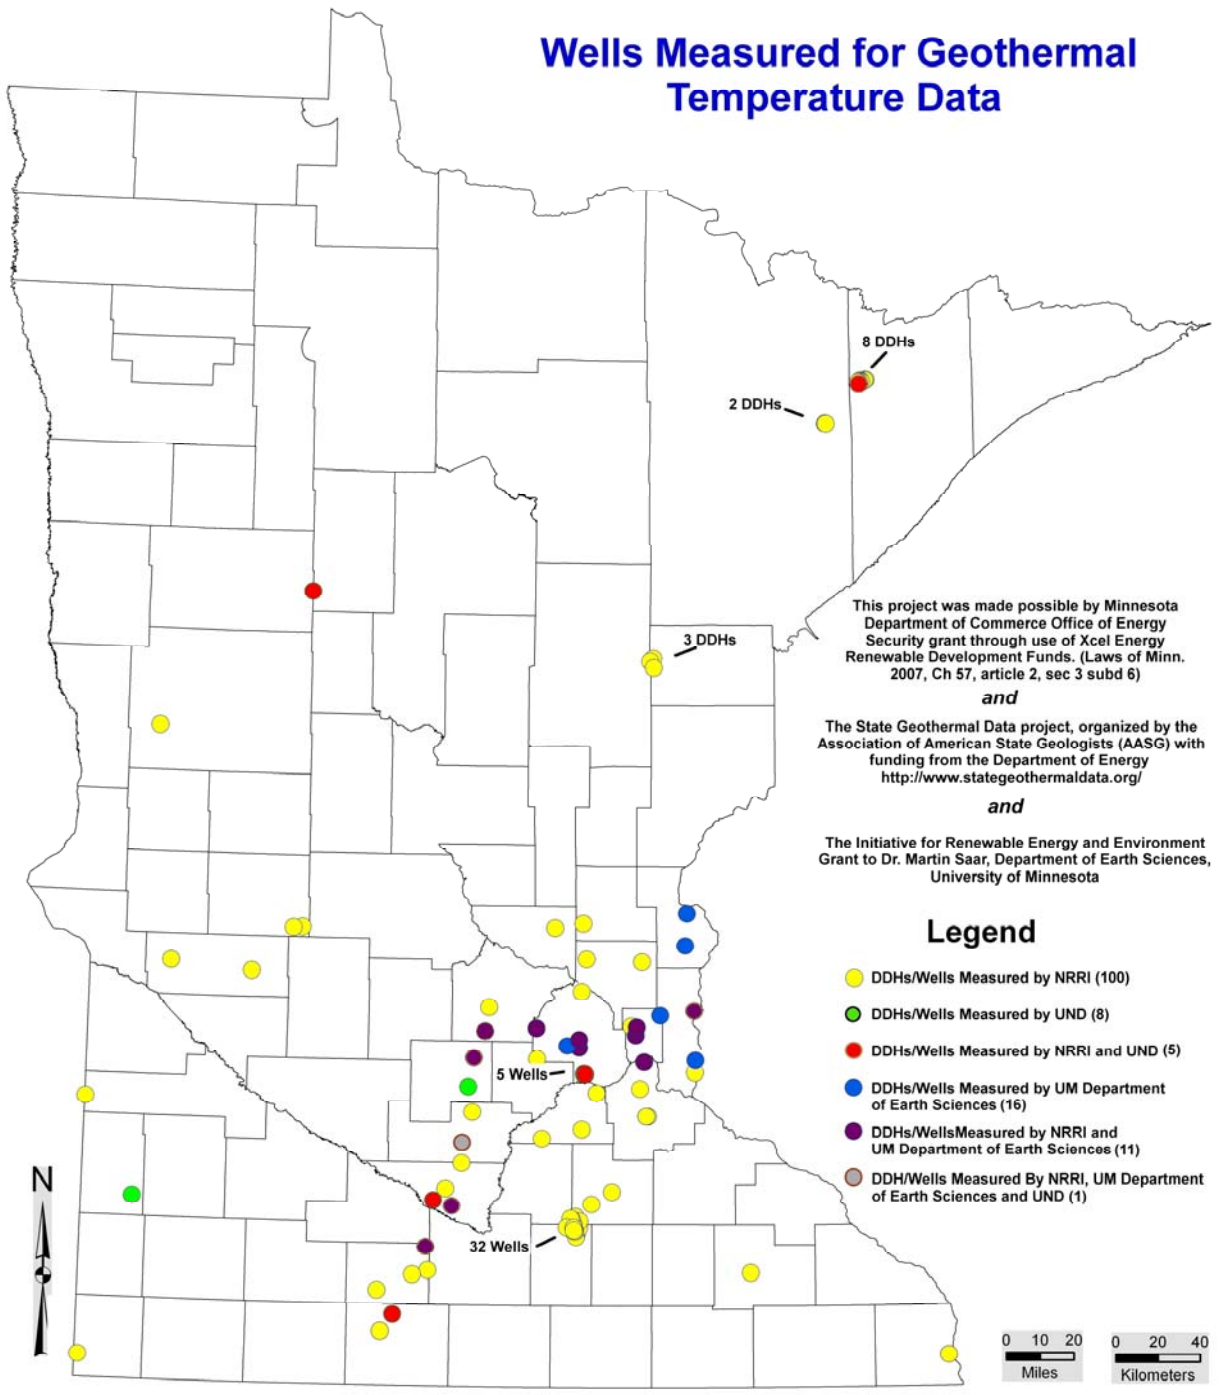 Wells Measured for Geothermal
Temperature Data
8 DDHs
2 DDHs
3 DDHs
This project was made possible by Minnesota
Department of Commerce Office of Energy
Security grant through use of Xcel Energy
Renewable Development Funds. (Laws of Minn.
2007, Ch 57, article 2, sec 3 subd 6)
and
The State Geothermal Data project, organized by the
Association of American State Geologists (AASG) with
funding from the Department of Energy
http://www.stategeothermaldata.org/
and
The Initiative for Renewable Energy and Environment
Grant to Dr. Martin Saar, Department of Earth Sciences,
University of Minnesota
Legend
DDHs/Wells Measured by NRRI (100)
DDHs/Wells Measured by UND (8)
DDHs/Wells Measured by NRRI and UND (5)
DDHs/Wells Measured by UM Department
of Earth Sciences (16)
DDHs/WellsMeasured by NRRI and
UM Department of Earth Sciences (11)
DDH/Wells Measured By NRRI, UM Department
of Earth Sciences and UND (1)
5 Wells
32 Wells
N
0 10 20
Miles
0 20 40
Kilometers